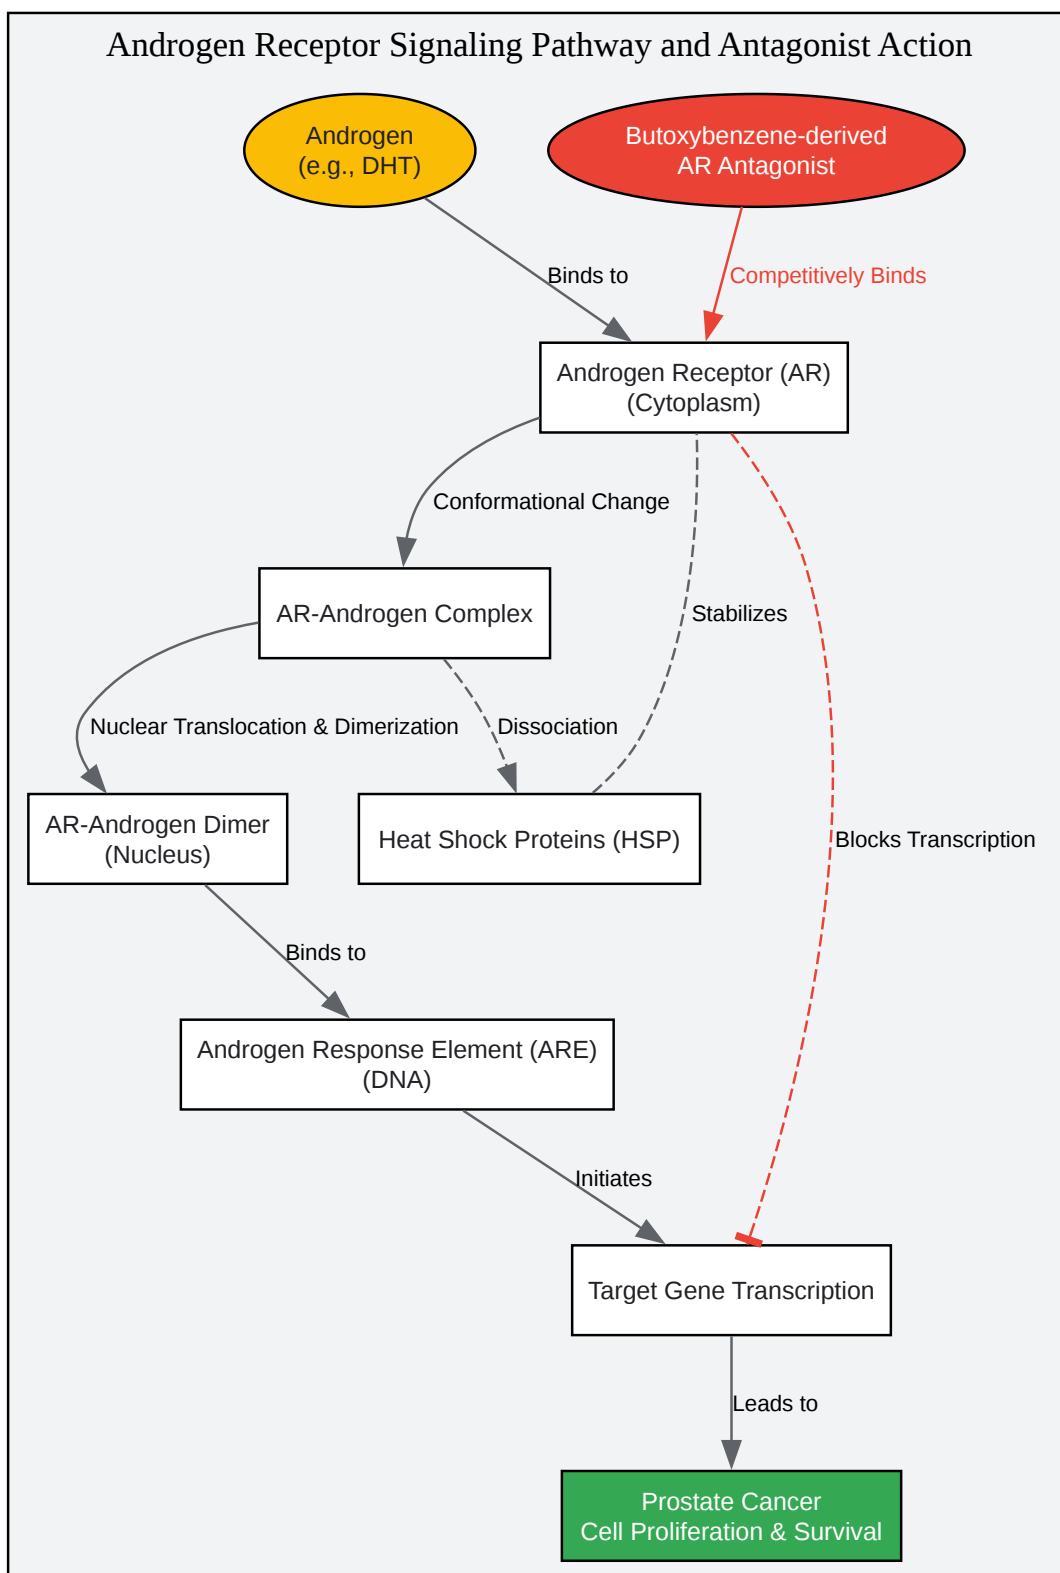 Androgen Receptor Signaling Pathway and Antagonist Action
Androgen
(e.g., DHT)
Butoxybenzene-derived
AR Antagonist
Binds to
Competitively Binds
Androgen Receptor (AR)
(Cytoplasm)
Conformational Change
AR-Androgen Complex
Stabilizes
Nuclear Translocation & Dimerization
Dissociation
AR-Androgen Dimer
(Nucleus)
Heat Shock Proteins (HSP)
Blocks Transcription
Binds to
Androgen Response Element (ARE)
(DNA)
Initiates
Target Gene Transcription
Leads to
Prostate Cancer
Cell Proliferation & Survival